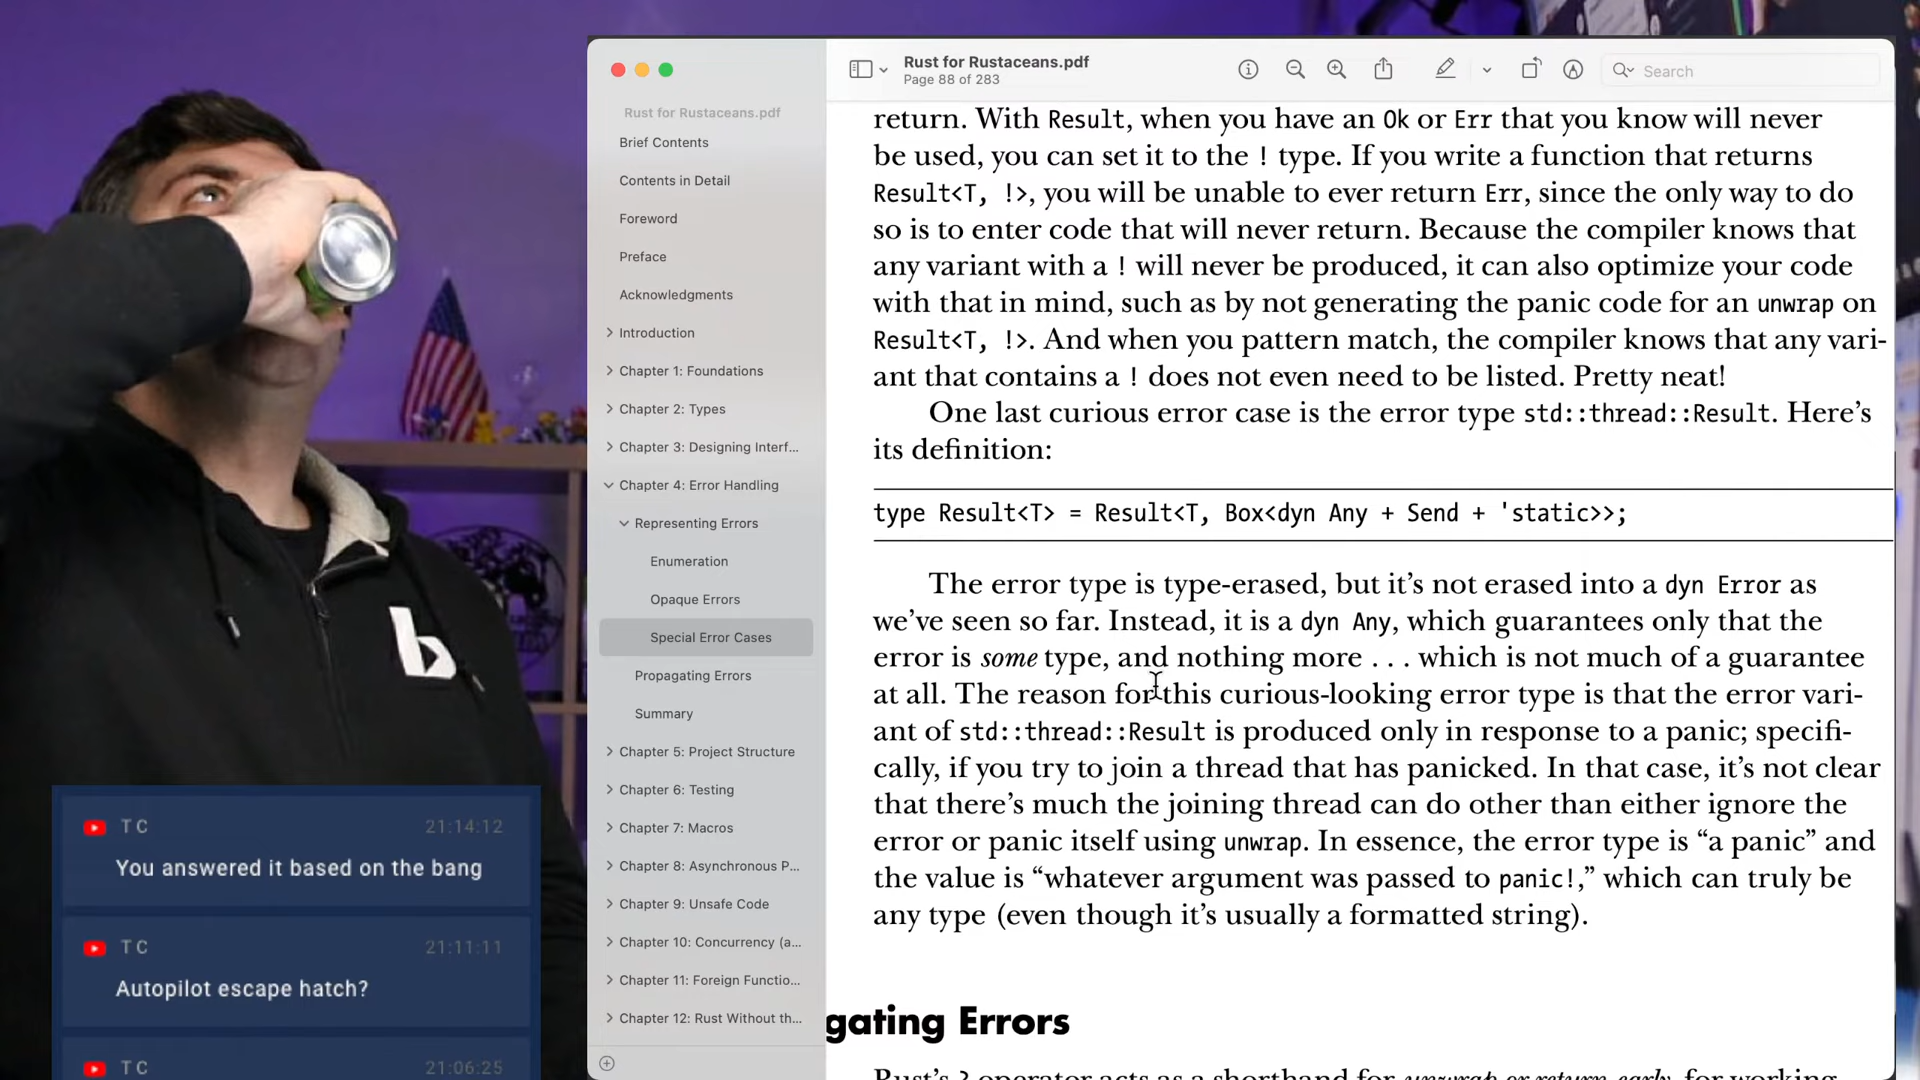 Rust for Rustaceans.pdf
Page 88 of 283
Search
Rust for Rustaceans.pdf
Brief Contents
Contents in Detail
Foreword
Preface
Acknowledgments
Introduction
Chapter 1: Foundations
Chapter 2: Types
Chapter 3: Designing Interf...
Chapter 4: Error Handling
Representing Errors
Enumeration
Opaque Errors
Special Error Cases
Propagating Errors
Summary
Chapter 5: Project Structure
Chapter 6: Testing
Chapter 7: Macros
Chapter 8: Asynchronous P...
Chapter 9: Unsafe Code
Chapter 10: Concurrency (a...
Chapter 11: Foreign Functio...
Chapter 12: Rust Without th...
return. With Result, when you have an Ok or Err that you know will never
be used, you can set it to the ! type. If you write a function that returns
Result<T, !>, you will be unable to ever return Err, since the only way to do
so is to enter code that will never return. Because the compiler knows that
any variant with a ! will never be produced, it can also optimize your code
with that in mind, such as by not generating the panic code for an unwrap on
Result<T, !>. And when you pattern match, the compiler knows that any vari-
ant that contains a ! does not even need to be listed. Pretty neat!
One last curious error case is the error type std::thread::Result. Here’s
its definition:
type Result<T> = Result<T, Box<dyn Any + Send + 'static>>;
The error type is type-erased, but it’s not erased into a dyn Error as
we’ve seen so far. Instead, it is a dyn Any, which guarantees only that the
error is some type, and nothing more . . . which is not much of a guarantee
at all. The reason for this curious-looking error type is that the error vari-
ant of std::thread::Result is produced only in response to a panic; specifi-
cally, if you try to join a thread that has panicked. In that case, it’s not clear
that there’s much the joining thread can do other than either ignore the
error or panic itself using unwrap. In essence, the error type is “a panic” and
the value is “whatever argument was passed to panic!,” which can truly be
any type (even though it’s usually a formatted string).
gating Errors
Rust’s ? operator acts as a shorthand for unwrap or return early, for working
T C 21:14:12
You answered it based on the bang
T C 21:11:11
Autopilot escape hatch?
T C 21:06:25